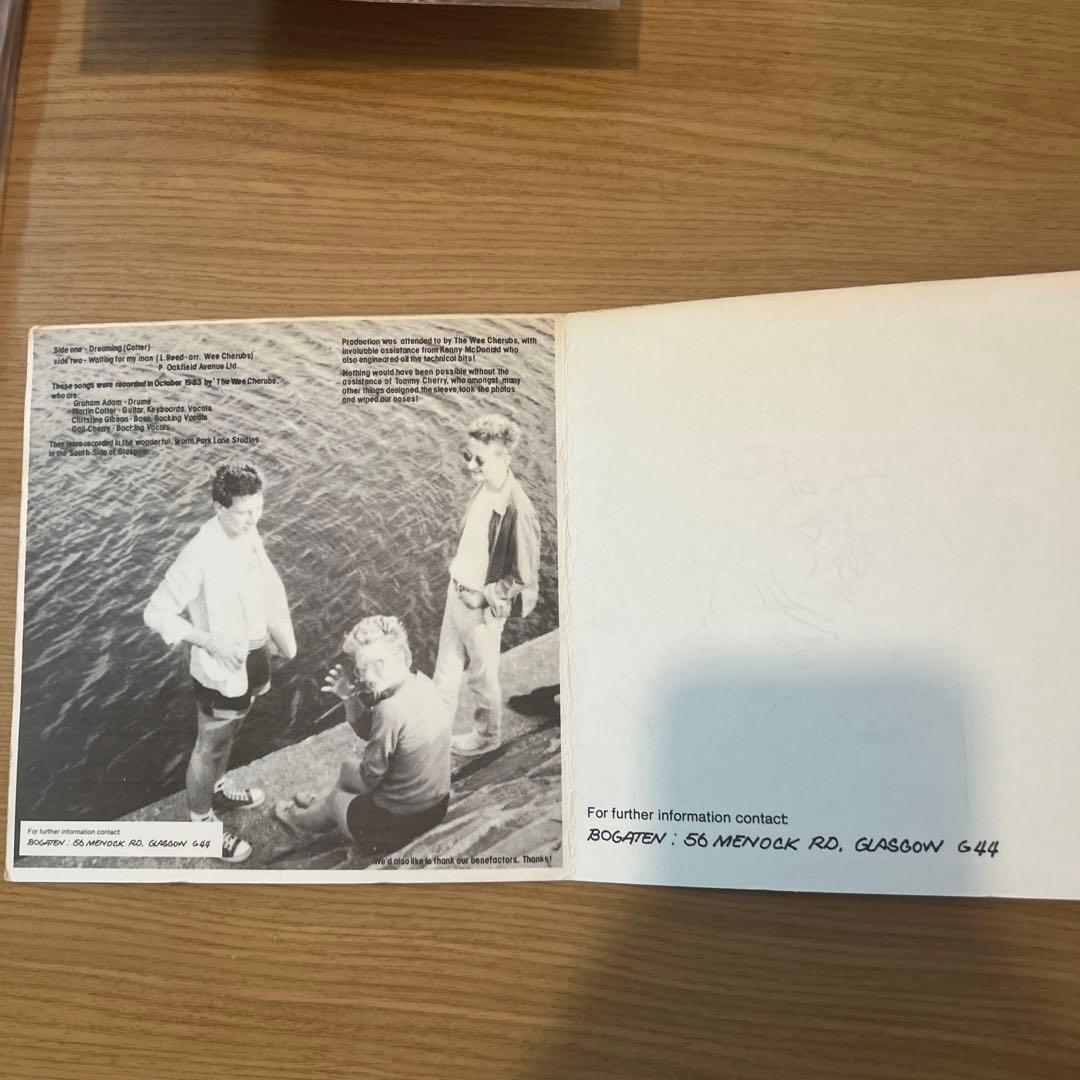 Side one - Dreaming (Cotter)
side two - Waiting for my man (L.Reed- arr. Wee Cherubs)
P Oakfield Avenue Ltd.
These songs were recorded in October 1983 by 'The Wee Cherubs',
who are:
Graham Adam - Drums
Martin Cotter - Guitar, Keyboards, Vocals
Christine Gibson - Bass, Backing Vocals
Gail Cherry - Backing Vocals
They were recorded in the wonderful, warm Park Lane Studios
in the South Side of Glasgow.
Production was attended to by The Wee Cherubs, with
invaluable assistance from Kenny McDonald who
also engineered all the technical bits!
Nothing would have been possible without the
assistance of Tommy Cherry, who amongst many
other things designed the sleeve, took the photos
and wiped our noses!
For further information contact:
BOGATEN : 56 MENOCK RD, GLASGOW G44
We'd also like to thank our benefactors. Thanks!
For further information contact:
BOGATEN : 56 MENOCK RD, GLASGOW G44